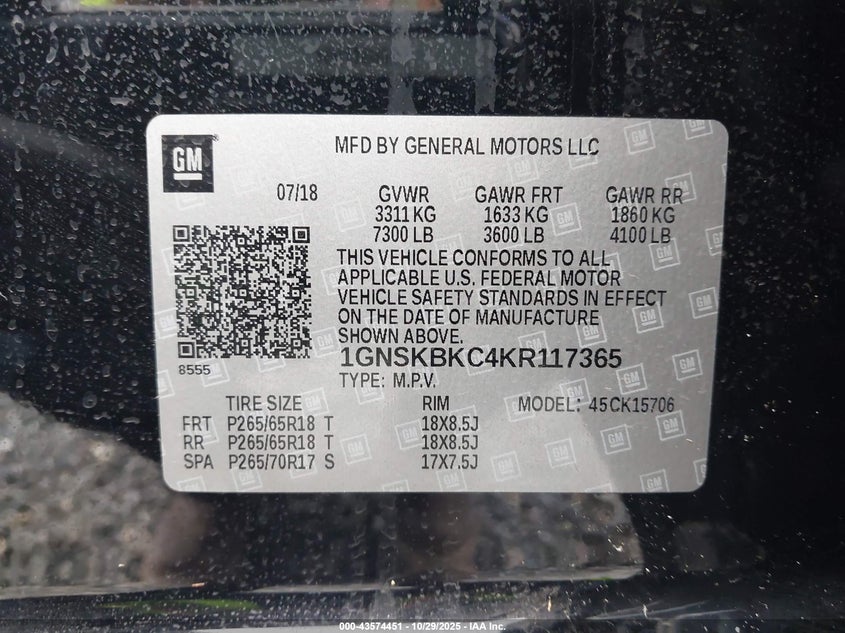 GM
MFD BY GENERAL MOTORS LLC
07/18 GVWR GAWR FRT GAWR RR
3311 KG 1633 KG 1860 KG
7300 LB 3600 LB 4100 LB
THIS VEHICLE CONFORMS TO ALL
APPLICABLE U.S. FEDERAL MOTOR
VEHICLE SAFETY STANDARDS IN EFFECT
ON THE DATE OF MANUFACTURE
SHOWN ABOVE.
1GNSKBKC4KR117365
8555
TYPE: M.P.V.
TIRE SIZE RIM MODEL: 45CK15706
FRT P265/65R18 T 18X8.5J
RR P265/65R18 T 18X8.5J
SPA P265/70R17 S 17X7.5J
000-43574451 - 10/29/2025 - IAA Inc.